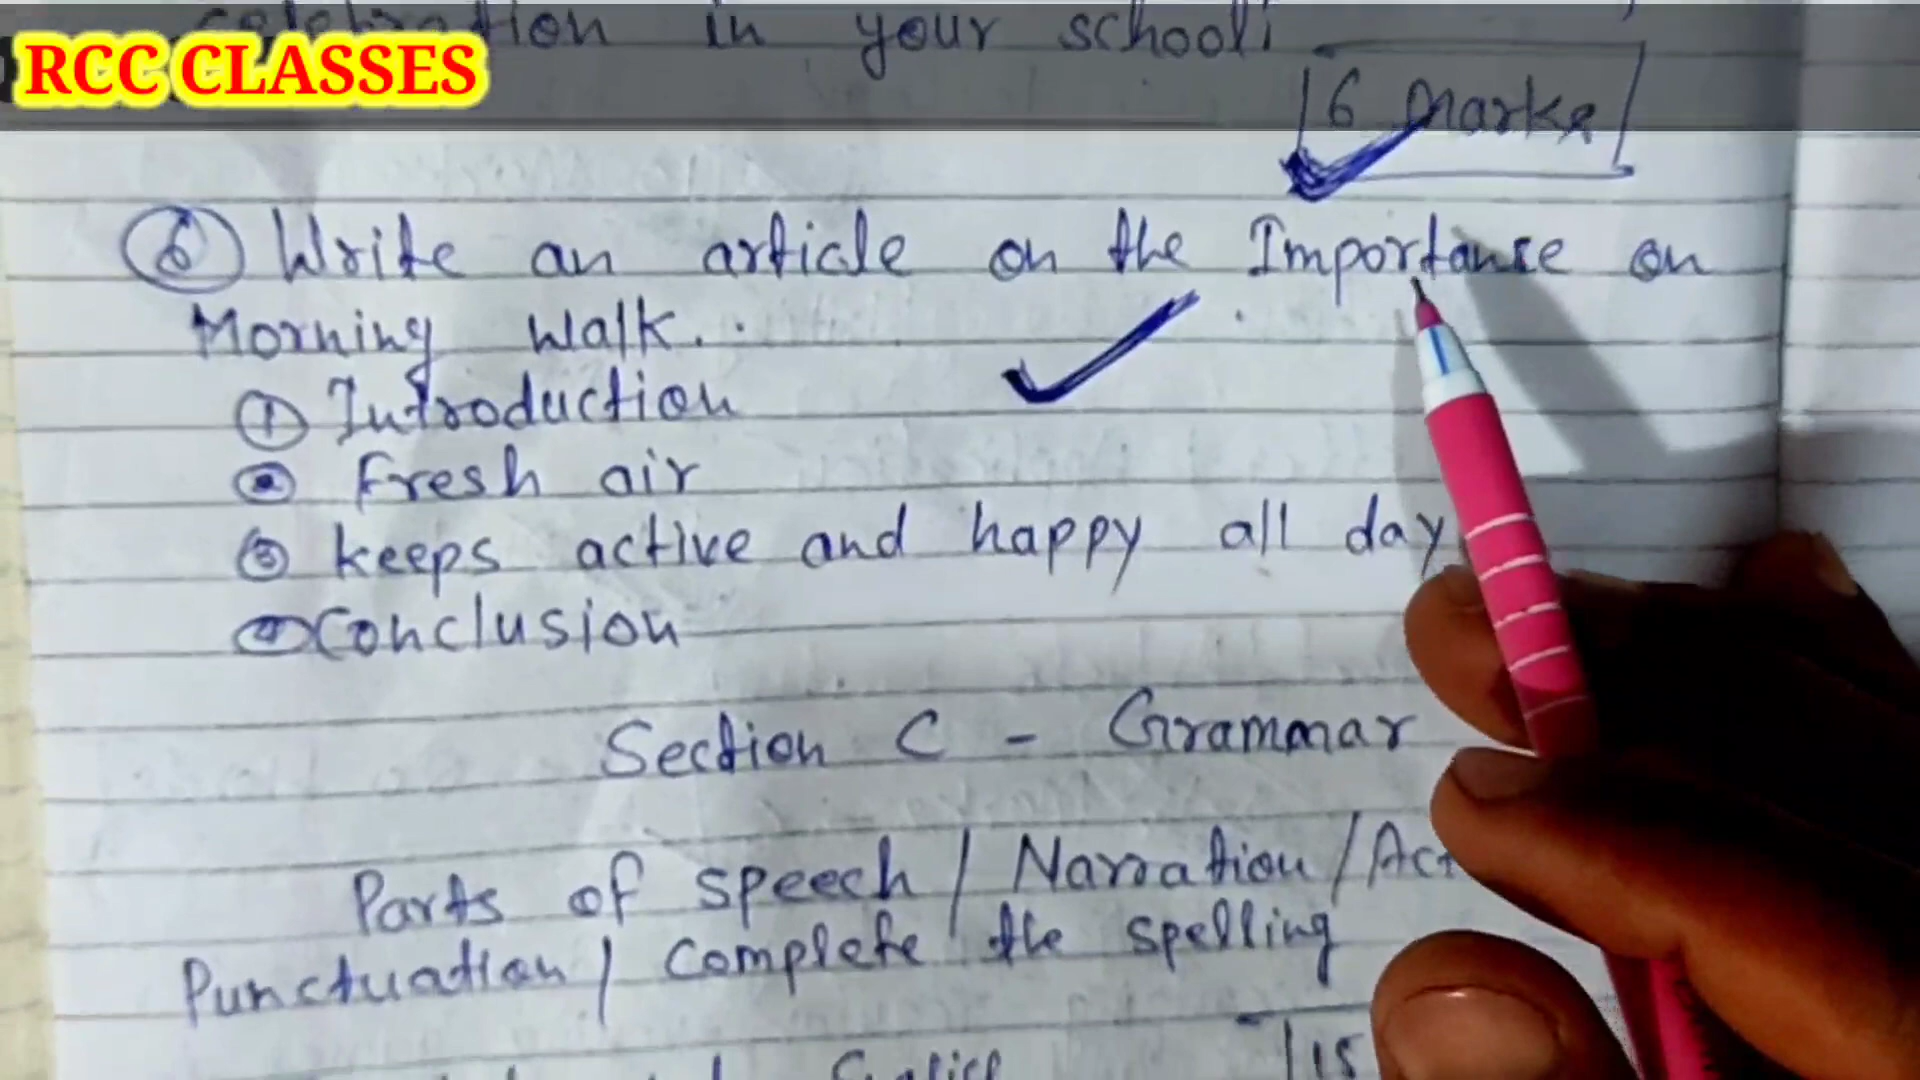 celebration in your school.
RCC CLASSES
6 Marks
6 Write an article on the Importance on
Morning Walk.
1 Introduction
2 Fresh air
3 keeps active and happy all day
4 Conclusion
Section C - Grammar
Parts of speech / Narration / Act
Punctuation / Complete the spelling
15